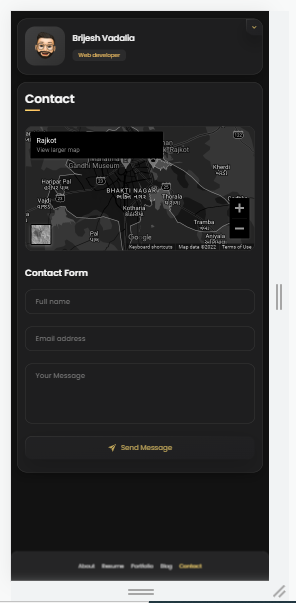 Brijesh Vadalia
Web developer
Contact
Rajkot
View larger map
Rajkot
Gandhi Museum
Kherdi
Haripar Pal
BHAKTI NAGAR
Kotharia
Thorala
Vajdi
Tramba
Pal
પાળ
Google
Aniyala
Keyboard shortcuts
Map data ©2022
Terms of Use
Contact Form
Full name
Email address
Your Message
Send Message
About Resume Portfolio Blog Contact